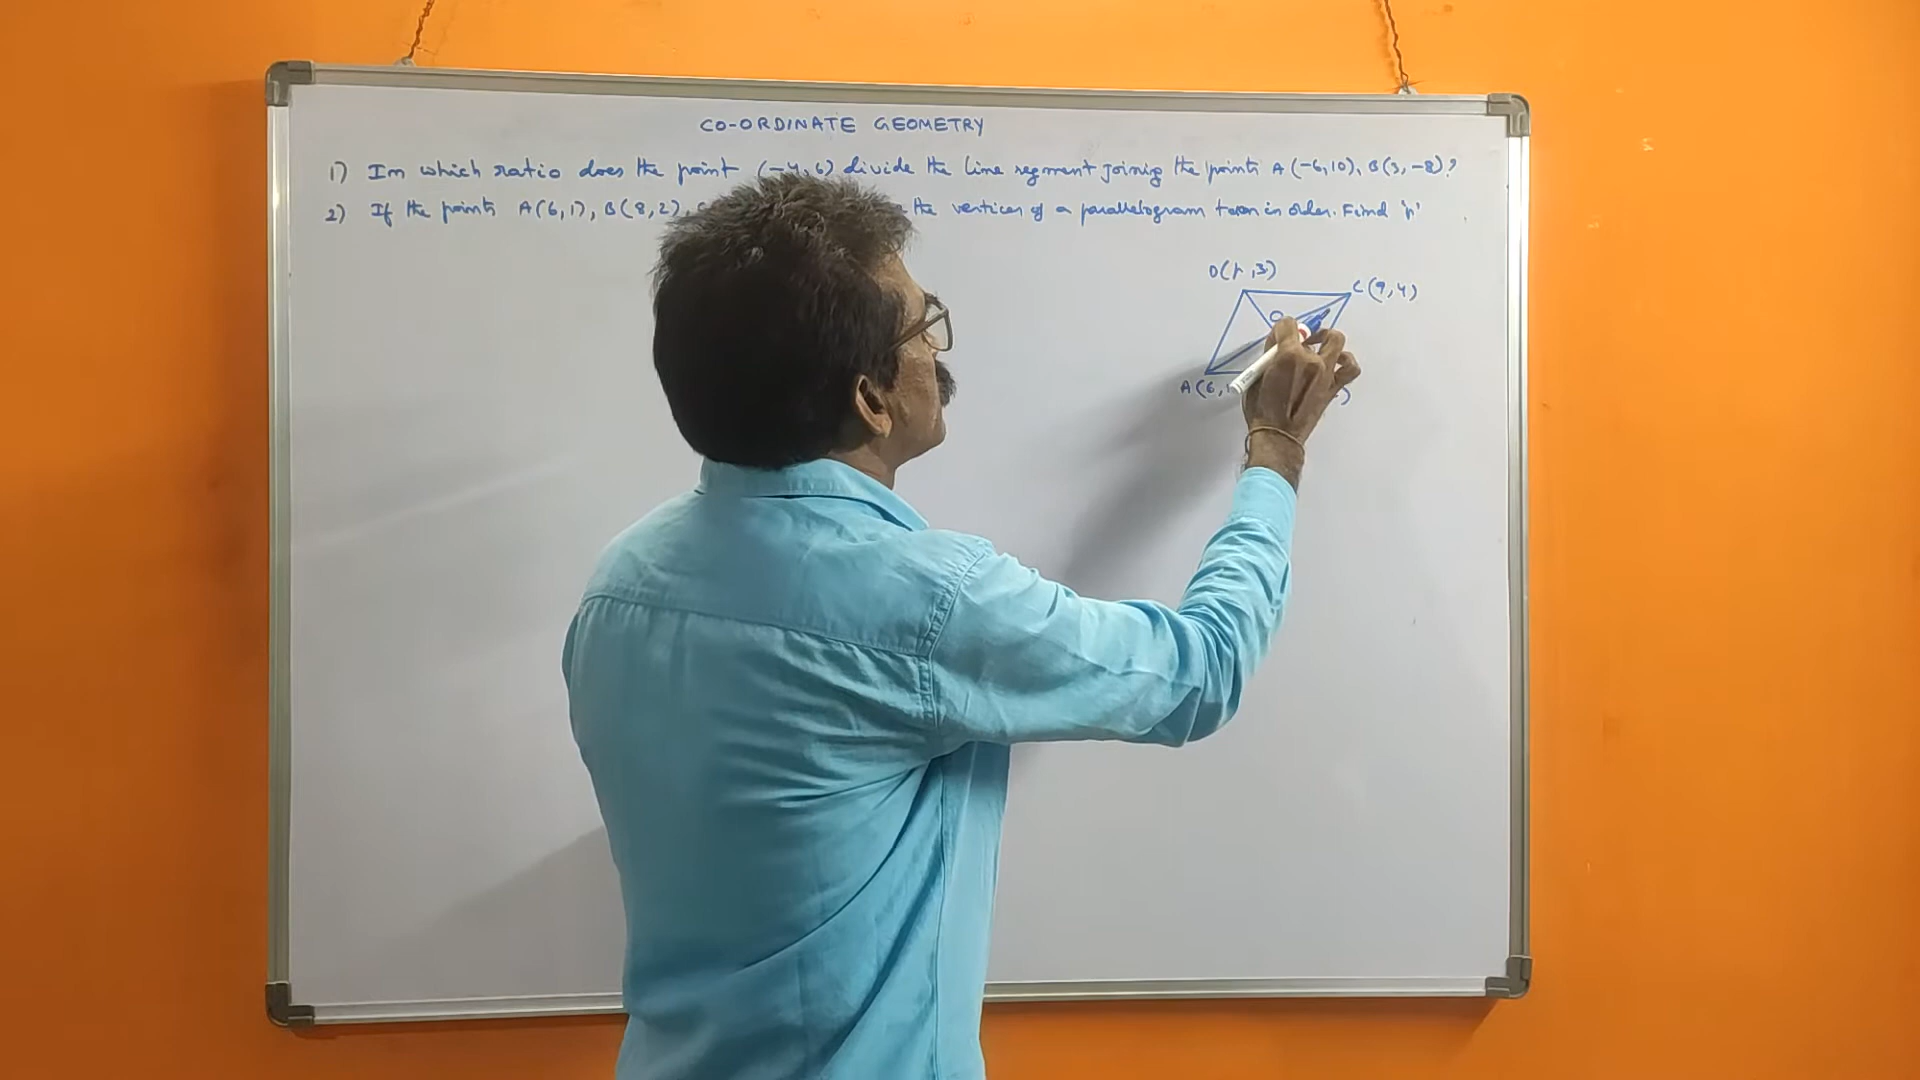 CO-ORDINATE GEOMETRY
1) In which ratio does the point (-4,6) divide the line segment joining the points A(-6,10), B(3,-8)?
2) If the points A(6,1), B(8,2), the vertices of a parallelogram taken in order. Find 'p'
D(p,3)
C(9,4)
O
A(6,1